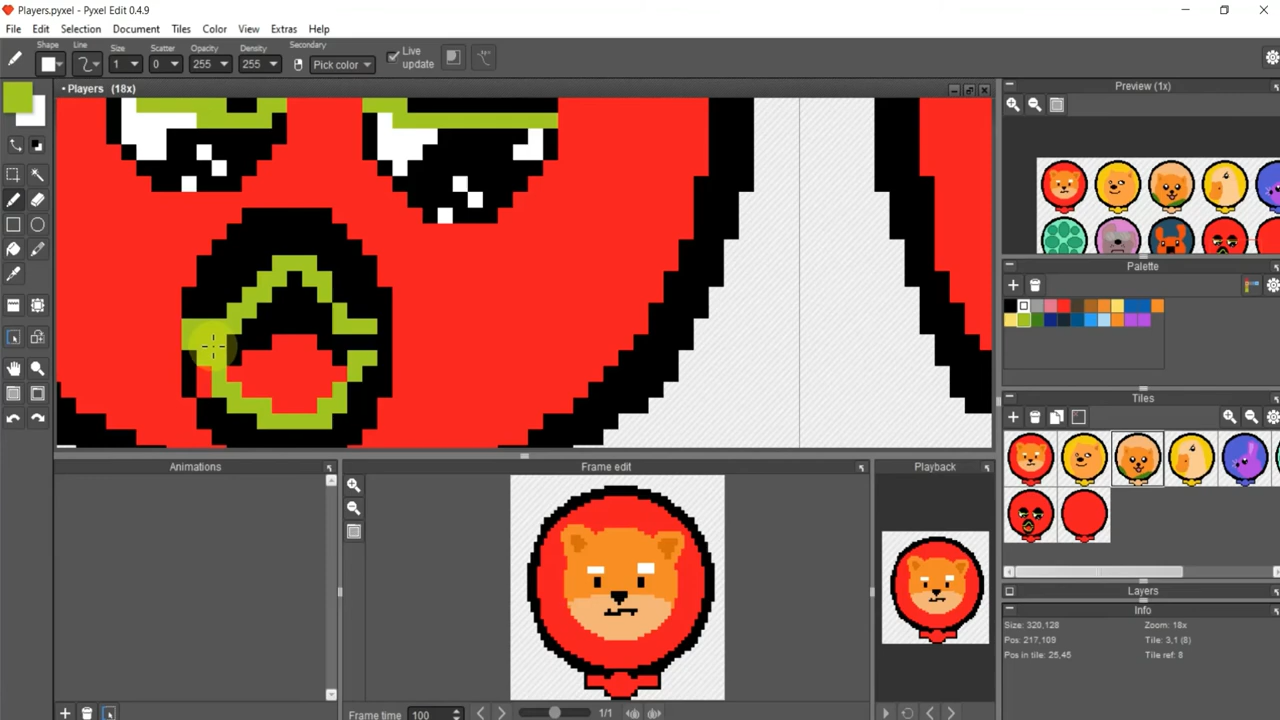 Players.pyxel - Pyxel Edit 0.4.9
File Edit Selection Document Tiles Color View Extras Help
Shape Line Size Scatter Opacity Density Secondary
1 0 255 255 Pick color Live update
• Players (18x)
Preview (1x)
Palette
Tiles
Animations
Frame edit
Playback
Layers
Info
Size: 320,128 Zoom: 18x
Pos: 217,109 Tile: 3,1 (8)
Pos in tile: 25,45 Tile ref: 8
Frame time 100 1/1